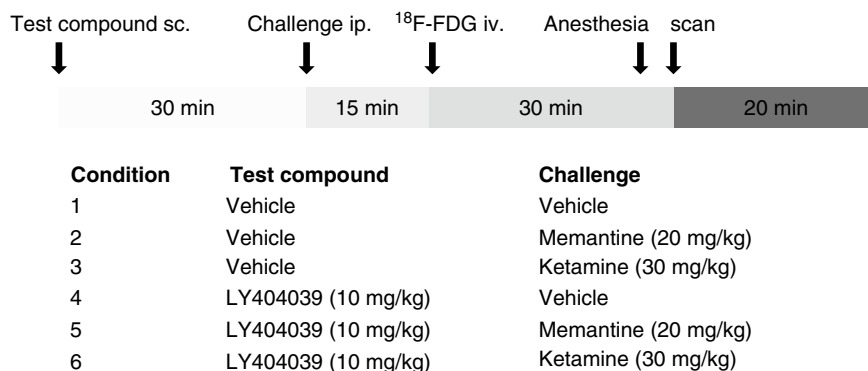 Test compound sc. Challenge ip. ¹⁸F-FDG iv. Anesthesia scan
30 min 15 min 30 min 20 min
Condition Test compound Challenge
1 Vehicle Vehicle
2 Vehicle Memantine (20 mg/kg)
3 Vehicle Ketamine (30 mg/kg)
4 LY404039 (10 mg/kg) Vehicle
5 LY404039 (10 mg/kg) Memantine (20 mg/kg)
6 LY404039 (10 mg/kg) Ketamine (30 mg/kg)